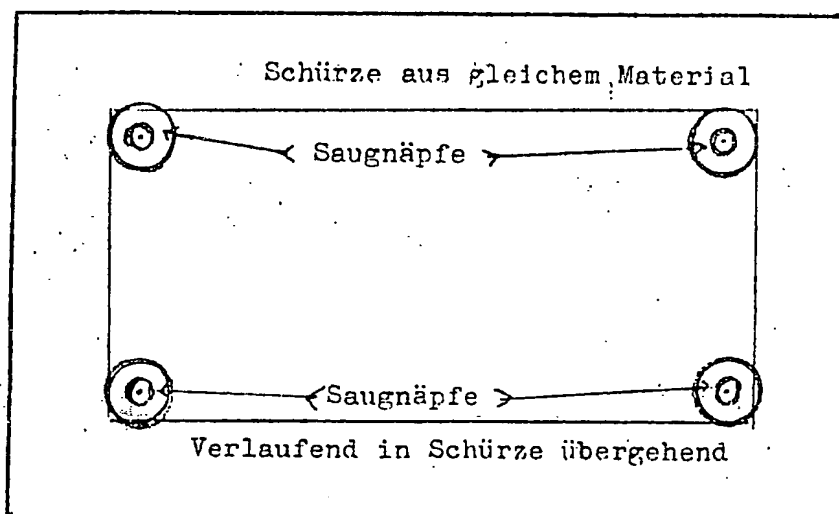 Schürze aus gleichem Material
Saugnäpfe
Saugnäpfe
Verlaufend in Schürze übergehend